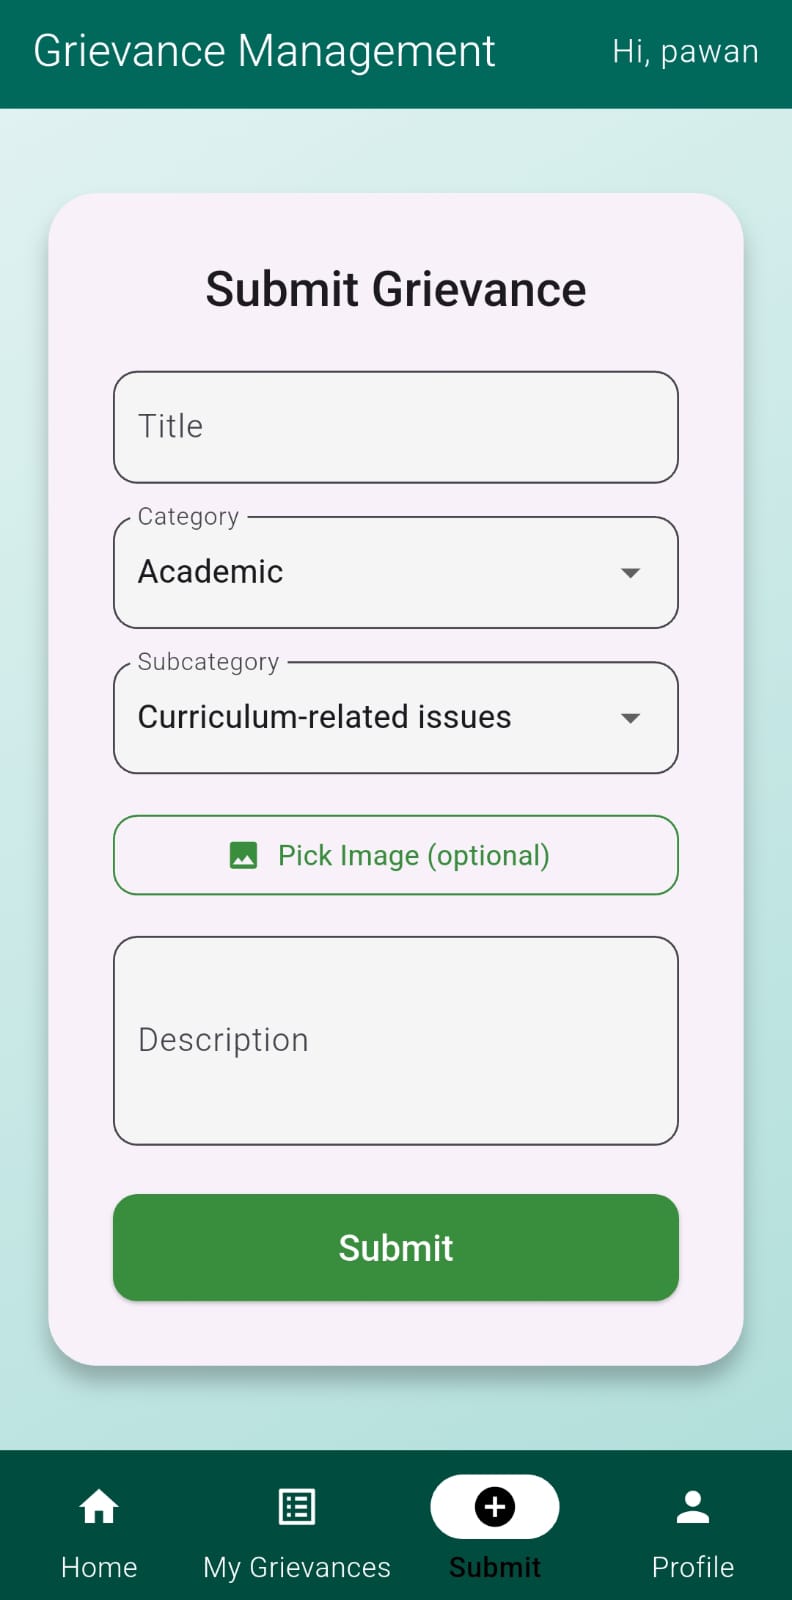 Grievance Management
Hi, pawan
Submit Grievance
Title
Category
Academic
Subcategory
Curriculum-related issues
Pick Image (optional)
Description
Submit
Home
My Grievances
Submit
Profile